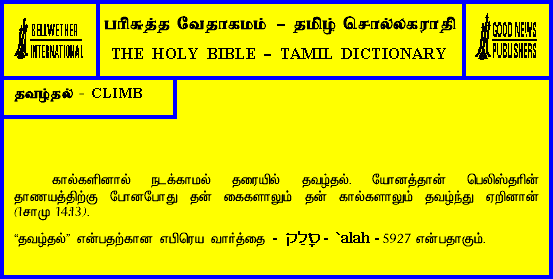 BELLWETHER
INTERNATIONAL
பரிசுத்த வேதாகமம் – தமிழ் சொல்லகராதி
THE HOLY BIBLE – TAMIL DICTIONARY
GOOD NEWS
PUBLISHERS
தவழ்தல் - CLIMB
கால்களினால் நடக்காமல் தரையில் தவழ்தல். யோனத்தான் பெலிஸ்தரின்
தாணயத்திற்கு போனபோது தன் கைகளாலும் தன் கால்களாலும் தவழ்ந்து ஏறினான்
(1சாமு 14:13).
“தவழ்தல்” என்பதற்கான எபிரெய வார்த்தை - סָלַק - `alah - 5927 என்பதாகும்.